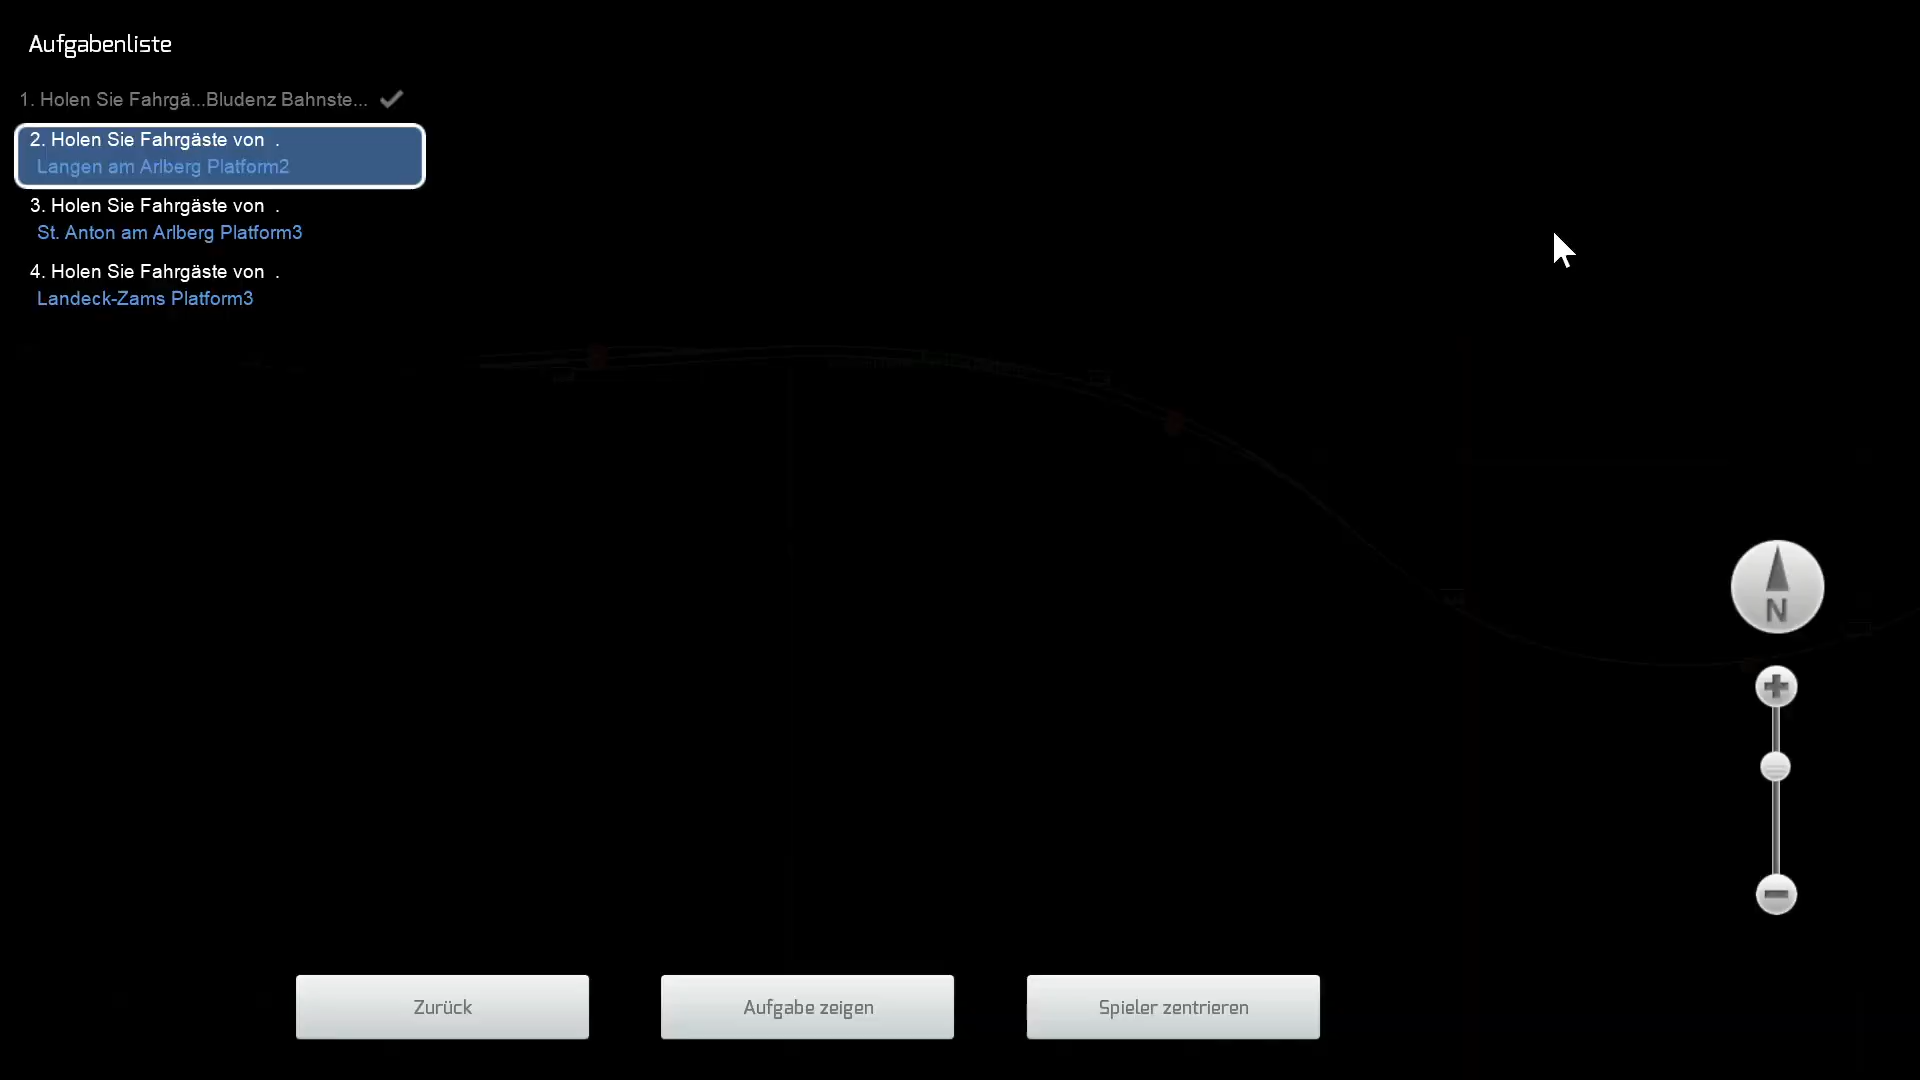 Aufgabenliste
1. Holen Sie Fahrgä...Bludenz Bahnste...
2. Holen Sie Fahrgäste von .
Langen am Arlberg Platform2
3. Holen Sie Fahrgäste von .
St. Anton am Arlberg Platform3
4. Holen Sie Fahrgäste von .
Landeck-Zams Platform3
N
Zurück
Aufgabe zeigen
Spieler zentrieren